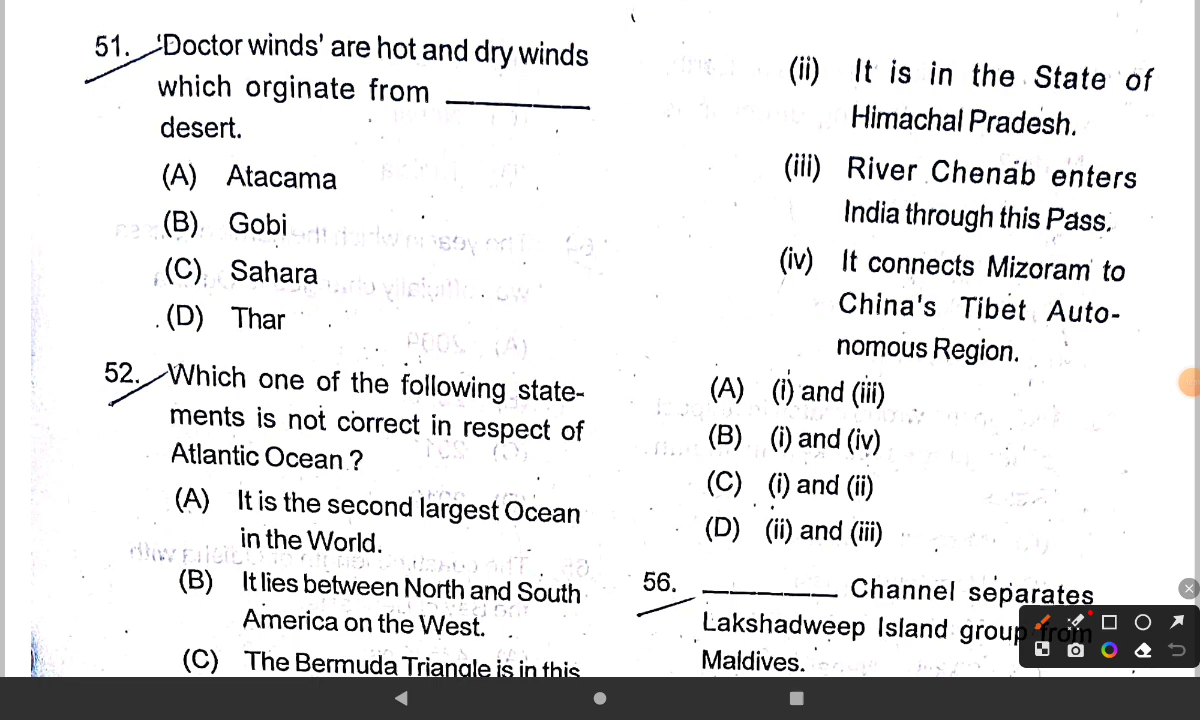 51. 'Doctor winds' are hot and dry winds
which orginate from ________
desert.
(A) Atacama
(B) Gobi
(C) Sahara
(D) Thar
52. Which one of the following state-
ments is not correct in respect of
Atlantic Ocean ?
(A) It is the second largest Ocean
in the World.
(B) It lies between North and South
America on the West.
(C) The Bermuda Triangle is in this
(ii) It is in the State of
Himachal Pradesh.
(iii) River Chenab enters
India through this Pass.
(iv) It connects Mizoram to
China's Tibet Auto-
nomous Region.
(A) (i) and (iii)
(B) (i) and (iv)
(C) (i) and (ii)
(D) (ii) and (iii)
56. ________ Channel separates
Lakshadweep Island group from
Maldives.